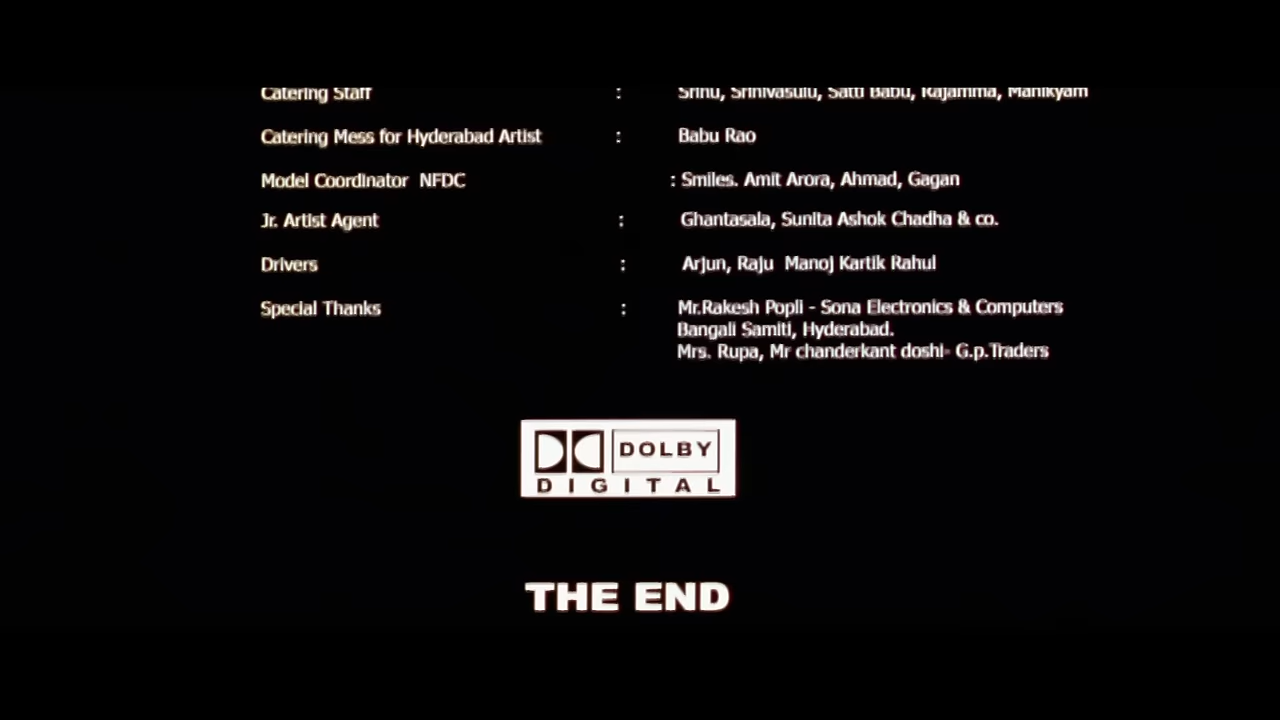 Catering Staff : Srinu, Srinivasulu, Satti Babu, Rajamma, Manikyam
Catering Mess for Hyderabad Artist : Babu Rao
Model Coordinator NFDC : Smiles. Amit Arora, Ahmad, Gagan
Jr. Artist Agent : Ghantasala, Sunita Ashok Chadha & co.
Drivers : Arjun, Raju Manoj Kartik Rahul
Special Thanks : Mr.Rakesh Popli - Sona Electronics & Computers
Bangali Samiti, Hyderabad.
Mrs. Rupa, Mr chanderkant doshi- G.p.Traders
DOLBY
DIGITAL
THE END